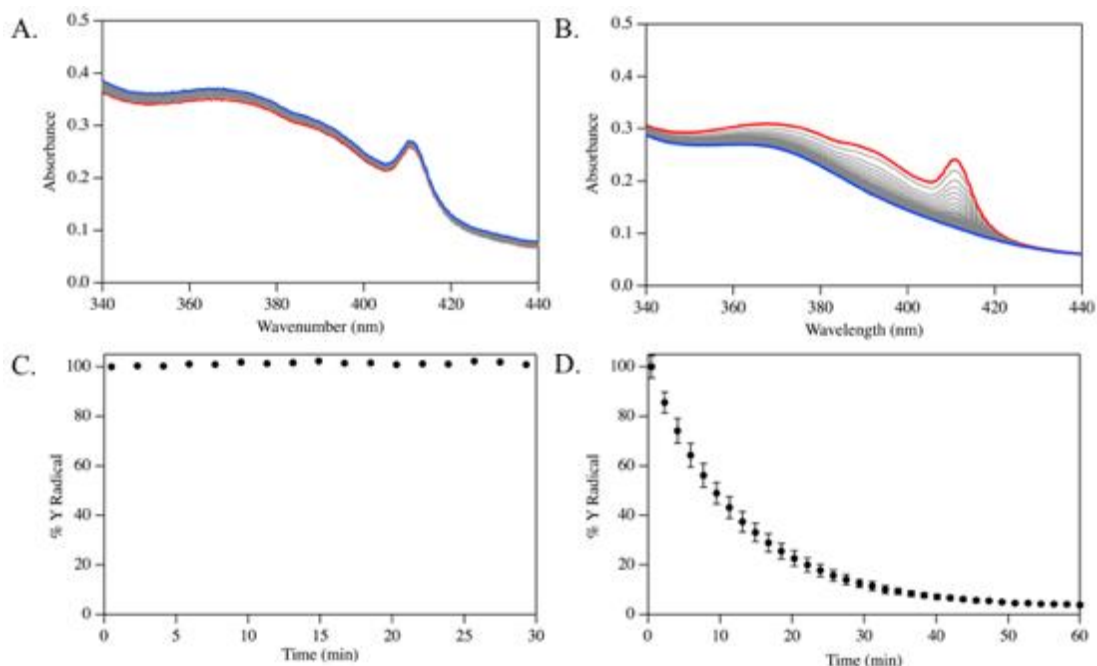 A.
0.5
0.4
0.3
0.2
0.1
0.0
Absorbance
340 360 380 400 420 440
Wavenumber (nm)
B.
0.5
0.4
0.3
0.2
0.1
0.0
Absorbance
340 360 380 400 420 440
Wavelength (nm)
C.
100
80
60
40
20
0
% Y Radical
0 5 10 15 20 25 30
Time (min)
D.
100
80
60
40
20
0
% Y Radical
0 10 20 30 40 50 60
Time (min)